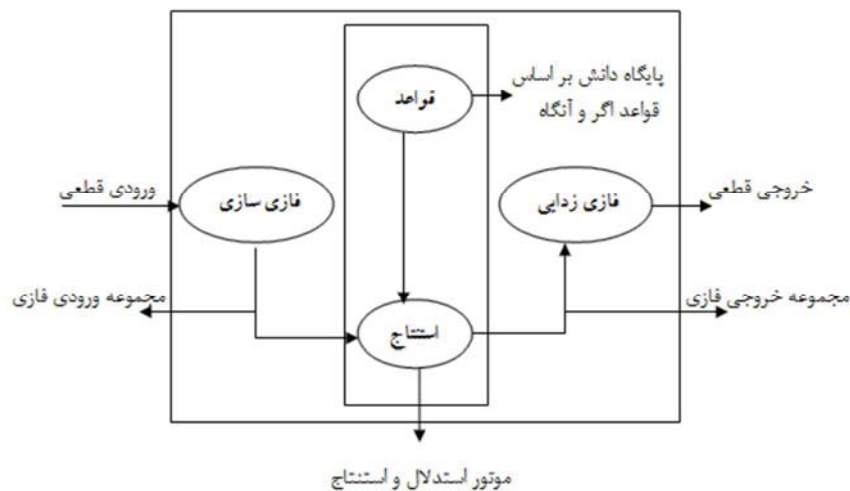 پایگاه دانش بر اساس
قواعد اگر و آنگاه
قواعد
خروجی قطعی
فازی زدایی
فازی سازی
ورودی قطعی
مجموعه خروجی فازی
مجموعه ورودی فازی
استنتاج
موتور استدلال و استنتاج